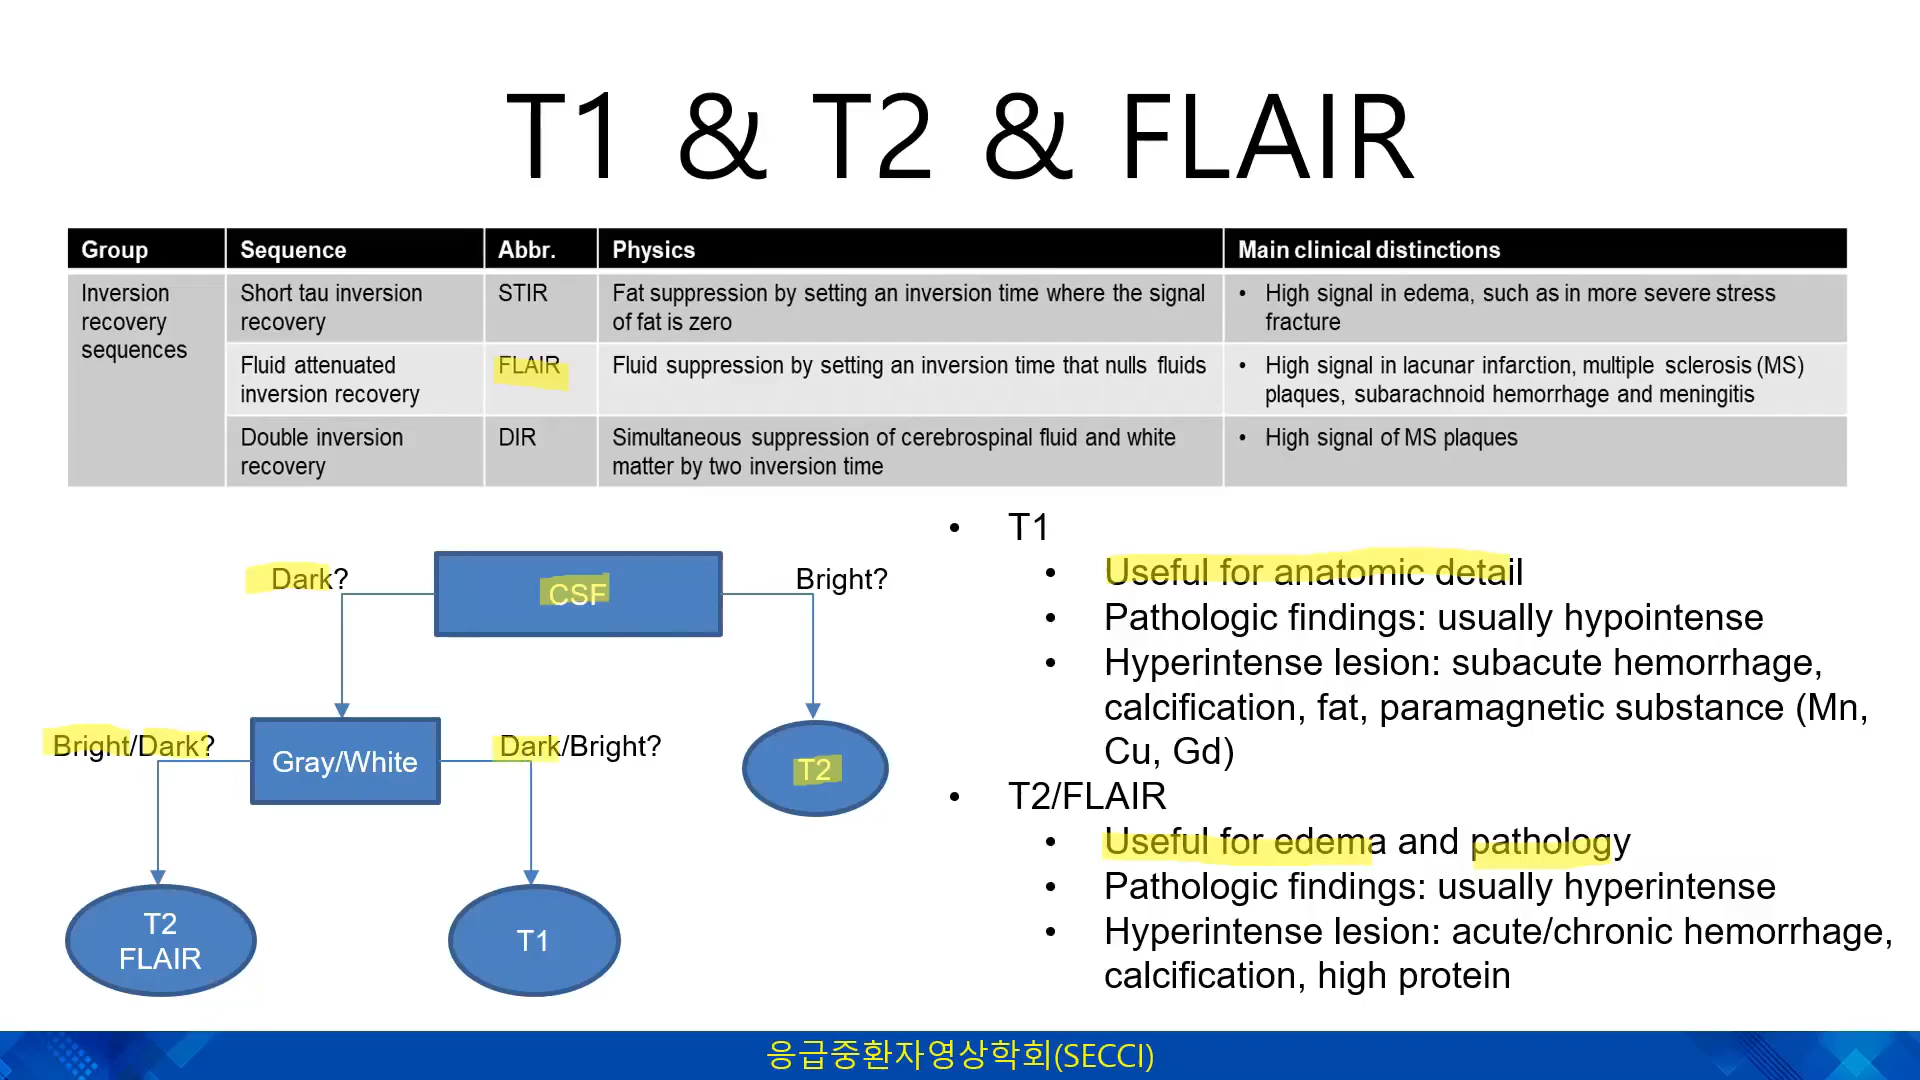 T1 & T2 & FLAIR
Group Sequence Abbr. Physics Main clinical distinctions
Inversion recovery sequences
Short tau inversion recovery
STIR
Fat suppression by setting an inversion time where the signal
of fat is zero
• High signal in edema, such as in more severe stress
fracture
Fluid attenuated inversion recovery
FLAIR
Fluid suppression by setting an inversion time that nulls fluids
• High signal in lacunar infarction, multiple sclerosis (MS)
plaques, subarachnoid hemorrhage and meningitis
Double inversion recovery
DIR
Simultaneous suppression of cerebrospinal fluid and white
matter by two inversion time
• High signal of MS plaques
Dark?
CSF
Bright?
Bright/Dark?
Gray/White
Dark/Bright?
T2
T2
FLAIR
T1
• T1
• Useful for anatomic detail
• Pathologic findings: usually hypointense
• Hyperintense lesion: subacute hemorrhage,
calcification, fat, paramagnetic substance (Mn,
Cu, Gd)
• T2/FLAIR
• Useful for edema and pathology
• Pathologic findings: usually hyperintense
• Hyperintense lesion: acute/chronic hemorrhage,
calcification, high protein
응급중환자영상학회(SECCI)